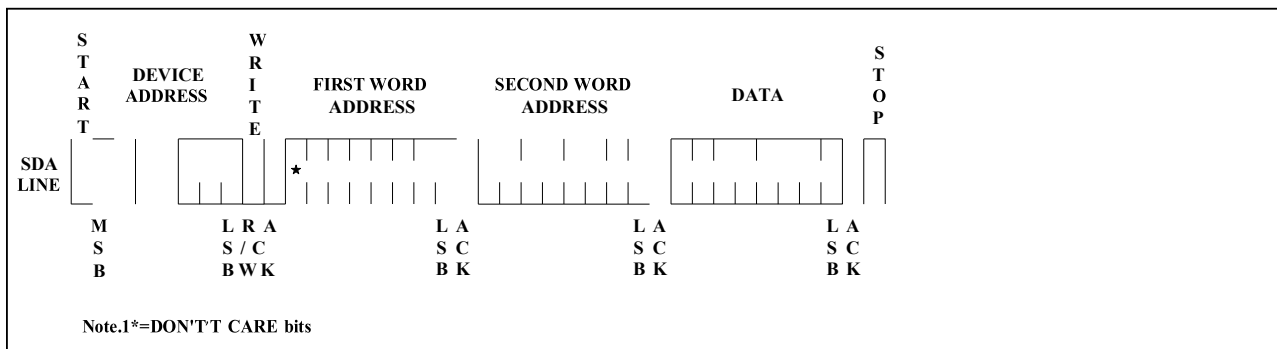 START
WRITE
STOP
DEVICE
ADDRESS
FIRST WORD
ADDRESS
SECOND WORD
ADDRESS
DATA
SDA
LINE
MSB
LSB
R/W
ACK
LSB
ACK
LSB
ACK
LSB
ACK
Note.1*=DON'T'T CARE bits